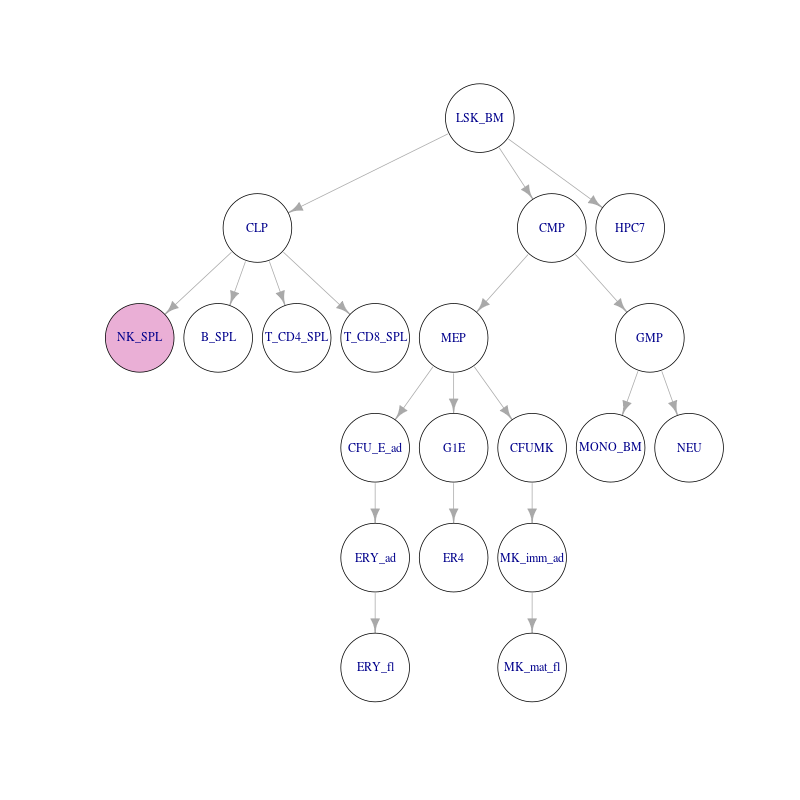 LSK_BM
CLP
CMP
HPC7
NK_SPL
B_SPL
T_CD4_SPL
T_CD8_SPL
MEP
GMP
CFU_E_ad
G1E
CFUMK
MONO_BM
NEU
ERY_ad
ER4
MK_imm_ad
ERY_fl
MK_mat_fl